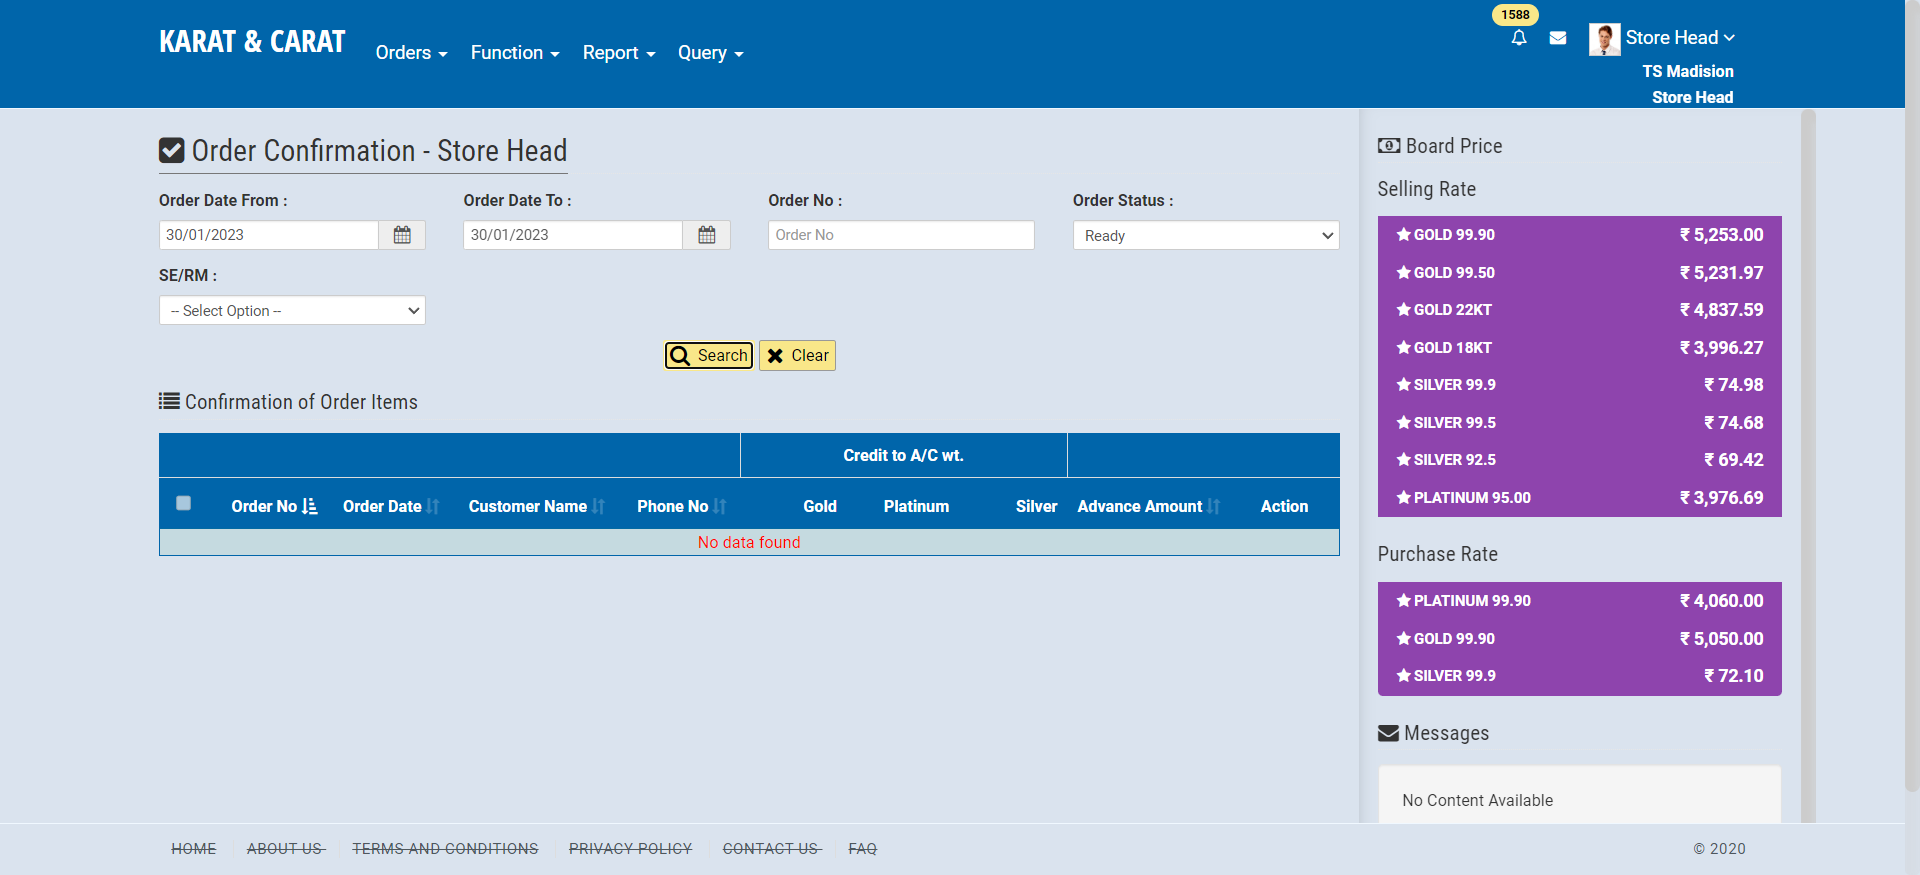 KARAT & CARAT
Orders
Function
Report
Query
1588
Store Head
TS Madision
Store Head
Order Confirmation - Store Head
Order Date From :
Order Date To :
Order No :
Order Status :
30/01/2023
30/01/2023
Order No
Ready
SE/RM :
-- Select Option --
Search
Clear
Confirmation of Order Items
Credit to A/C wt.
Order No Order Date Customer Name Phone No Gold Platinum Silver Advance Amount Action
No data found
Board Price
Selling Rate
GOLD 99.90 ₹ 5,253.00
GOLD 99.50 ₹ 5,231.97
GOLD 22KT ₹ 4,837.59
GOLD 18KT ₹ 3,996.27
SILVER 99.9 ₹ 74.98
SILVER 99.5 ₹ 74.68
SILVER 92.5 ₹ 69.42
PLATINUM 95.00 ₹ 3,976.69
Purchase Rate
PLATINUM 99.90 ₹ 4,060.00
GOLD 99.90 ₹ 5,050.00
SILVER 99.9 ₹ 72.10
Messages
No Content Available
HOME ABOUT US TERMS AND CONDITIONS PRIVACY POLICY CONTACT US FAQ
© 2020